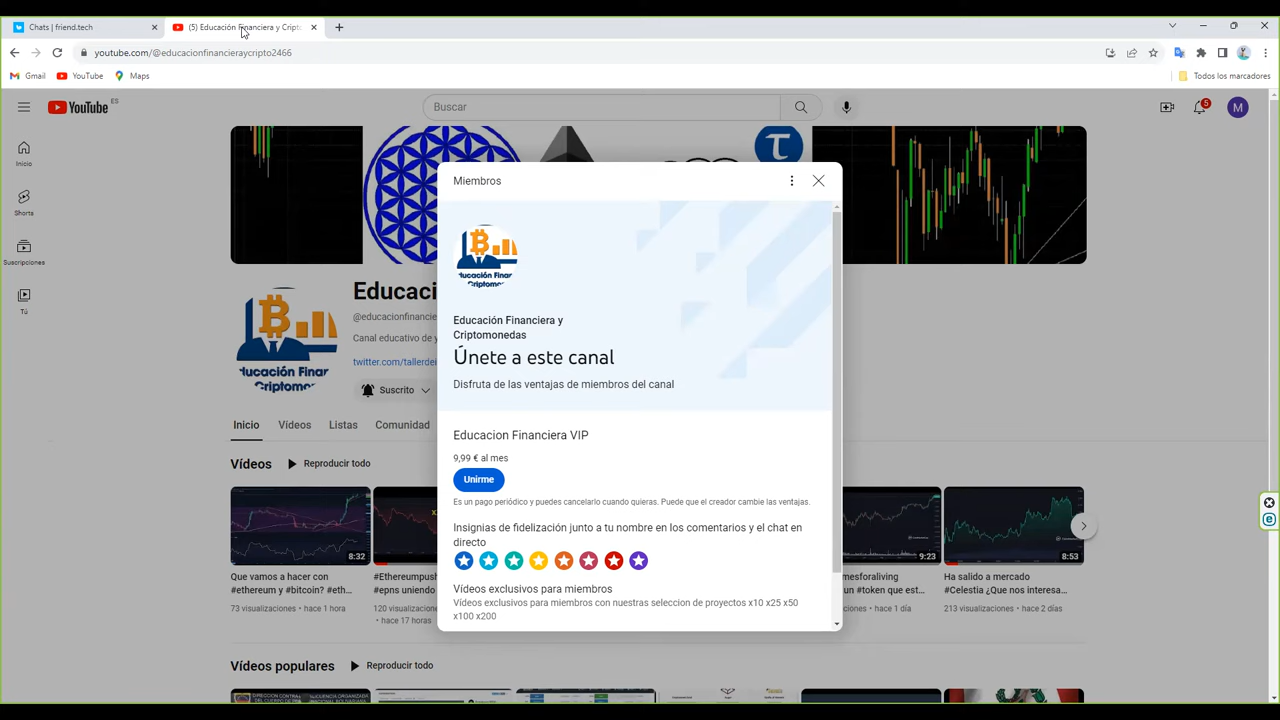 Chats | friend.tech
(5) Educación Financiera y Cripto
youtube.com/@educacionfinancieraycripto2466
Gmail
YouTube
Maps
Todos los marcadores
YouTube ES
Buscar
5
M
Inicio
Shorts
Suscripciones
Tú
Educaci
@educacionfinancie
Canal educativo de y
twitter.com/tallerdei
Suscrito
ducación Finar
Criptomone
Inicio
Vídeos
Listas
Comunidad
Vídeos
Reproducir todo
8:32
9:23
8:53
Que vamos a hacer con
#ethereum y #bitcoin? #eth...
73 visualizaciones · hace 1 hora
#Ethereumpush
#epns uniendo
120 visualizacione
· hace 17 horas
mesforaliving
un #token que est...
hace 1 día
Ha salido a mercado
#Celestia ¿Que nos interesa...
213 visualizaciones · hace 2 días
Vídeos populares
Reproducir todo
Miembros
Educación Financiera y
Criptomonedas
Únete a este canal
Disfruta de las ventajas de miembros del canal
Educacion Financiera VIP
9,99 € al mes
Unirme
Es un pago periódico y puedes cancelarlo cuando quieras. Puede que el creador cambie las ventajas.
Insignias de fidelización junto a tu nombre en los comentarios y el chat en
directo
Vídeos exclusivos para miembros
Vídeos exclusivos para miembros con nuestras seleccion de proyectos x10 x25 x50
x100 x200